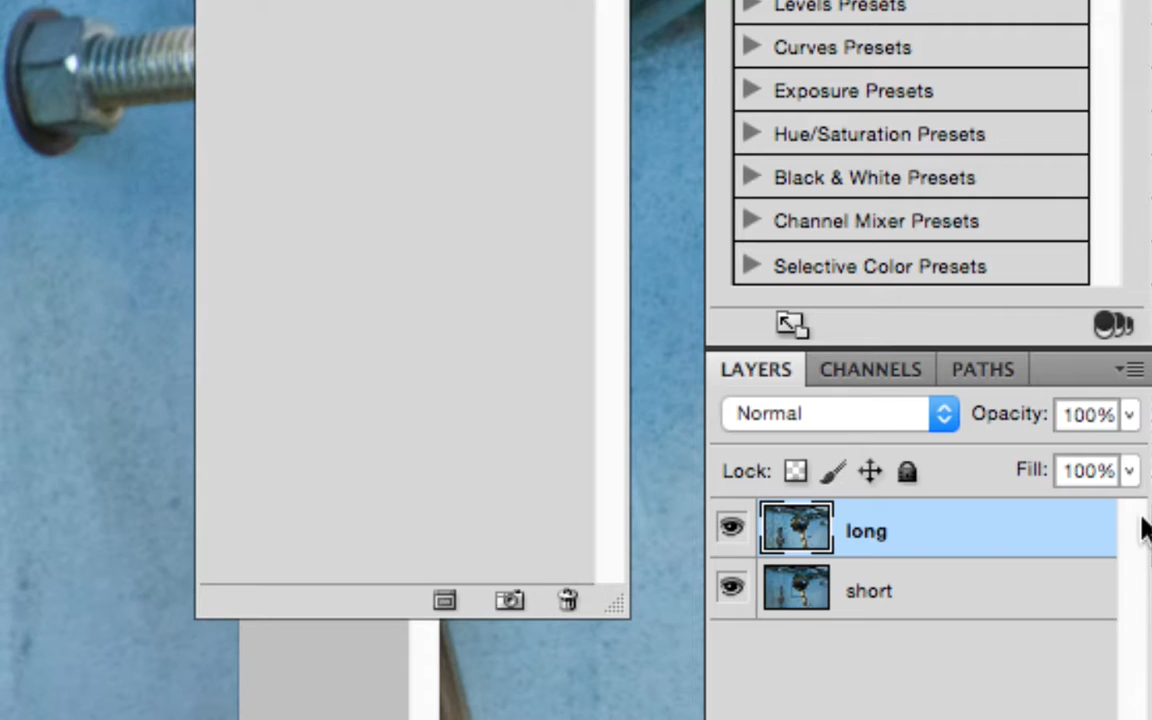 Levels Presets
Curves Presets
Exposure Presets
Hue/Saturation Presets
Black & White Presets
Channel Mixer Presets
Selective Color Presets
LAYERS CHANNELS PATHS
Normal Opacity: 100%
Lock: Fill: 100%
long
short